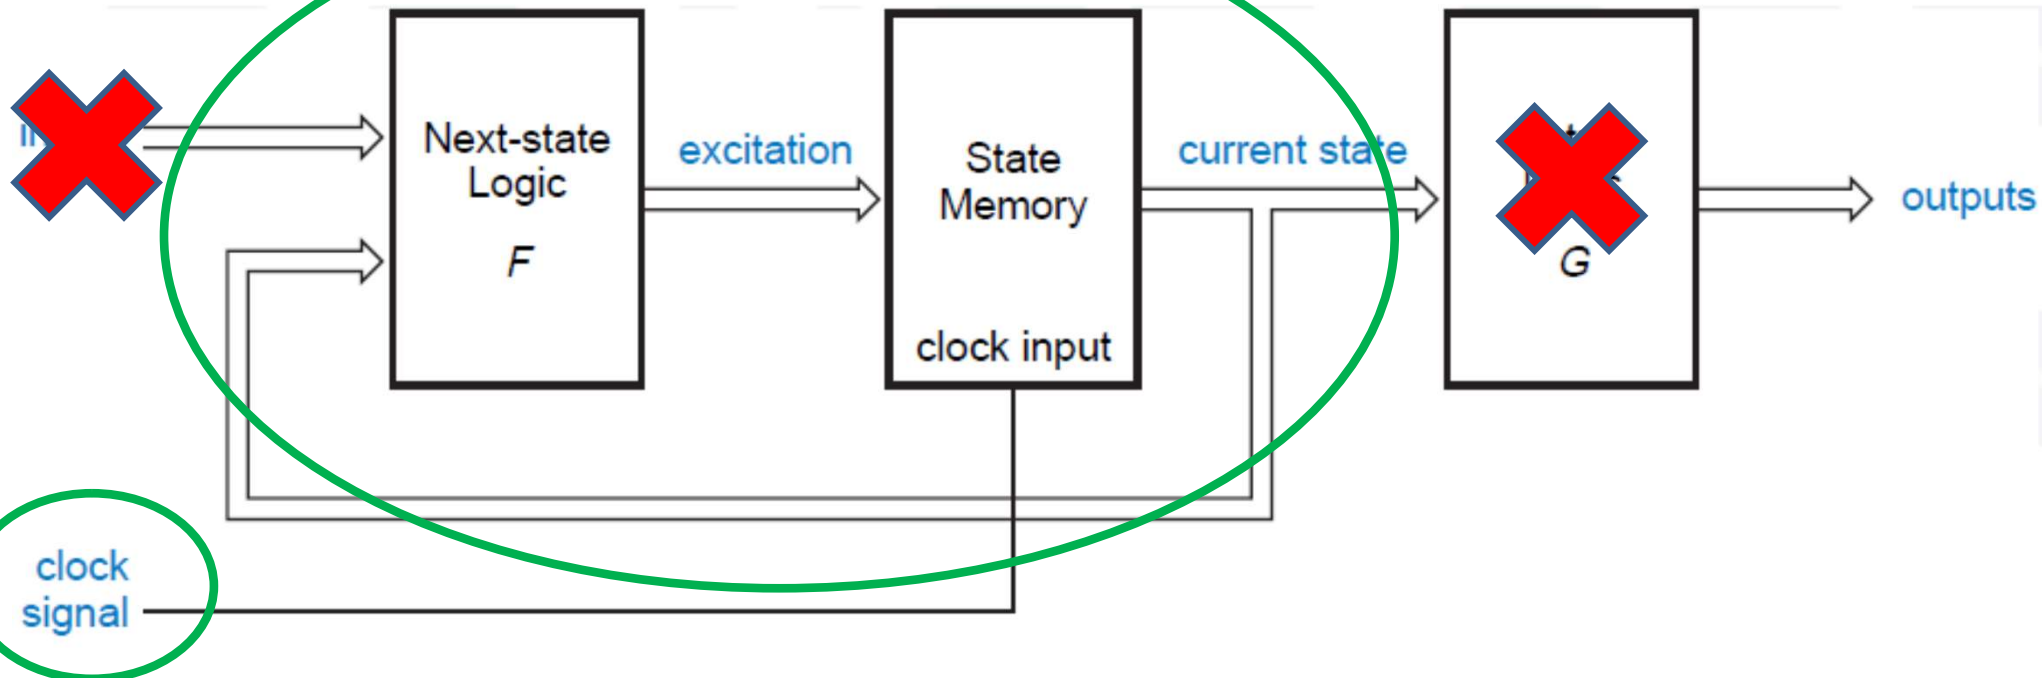 Next-state
Logic
F
excitation
State
Memory
clock input
current state
G
outputs
clock
signal